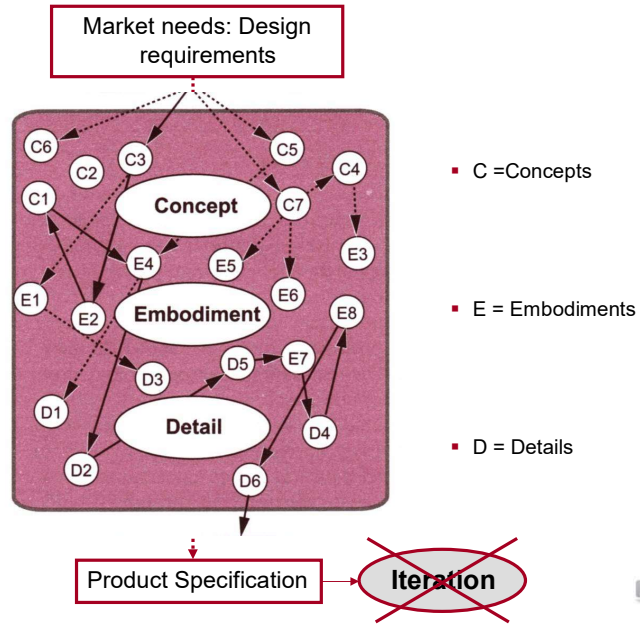 Market needs: Design
requirements
C6
C2
C3
C5
C4
C1
Concept
C7
E4
E5
E3
E1
E2
Embodiment
E6
E8
D3
D5
E7
D1
Detail
D4
D2
D6
▪ C =Concepts
▪ E = Embodiments
▪ D = Details
Product Specification
Iteration